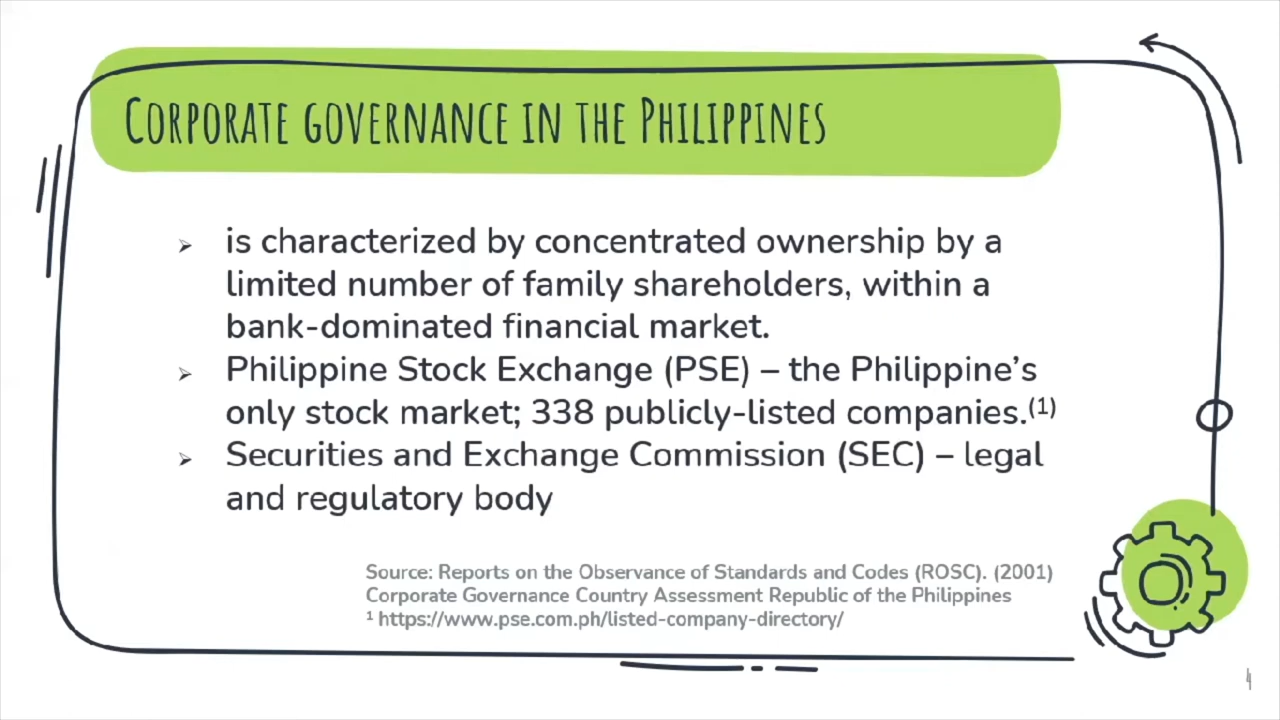 Corporate governance in the Philippines
➢ is characterized by concentrated ownership by a
limited number of family shareholders, within a
bank-dominated financial market.
➢ Philippine Stock Exchange (PSE) – the Philippine’s
only stock market; 338 publicly-listed companies.(1)
➢ Securities and Exchange Commission (SEC) – legal
and regulatory body
Source: Reports on the Observance of Standards and Codes (ROSC). (2001)
Corporate Governance Country Assessment Republic of the Philippines
¹ https://www.pse.com.ph/listed-company-directory/
4